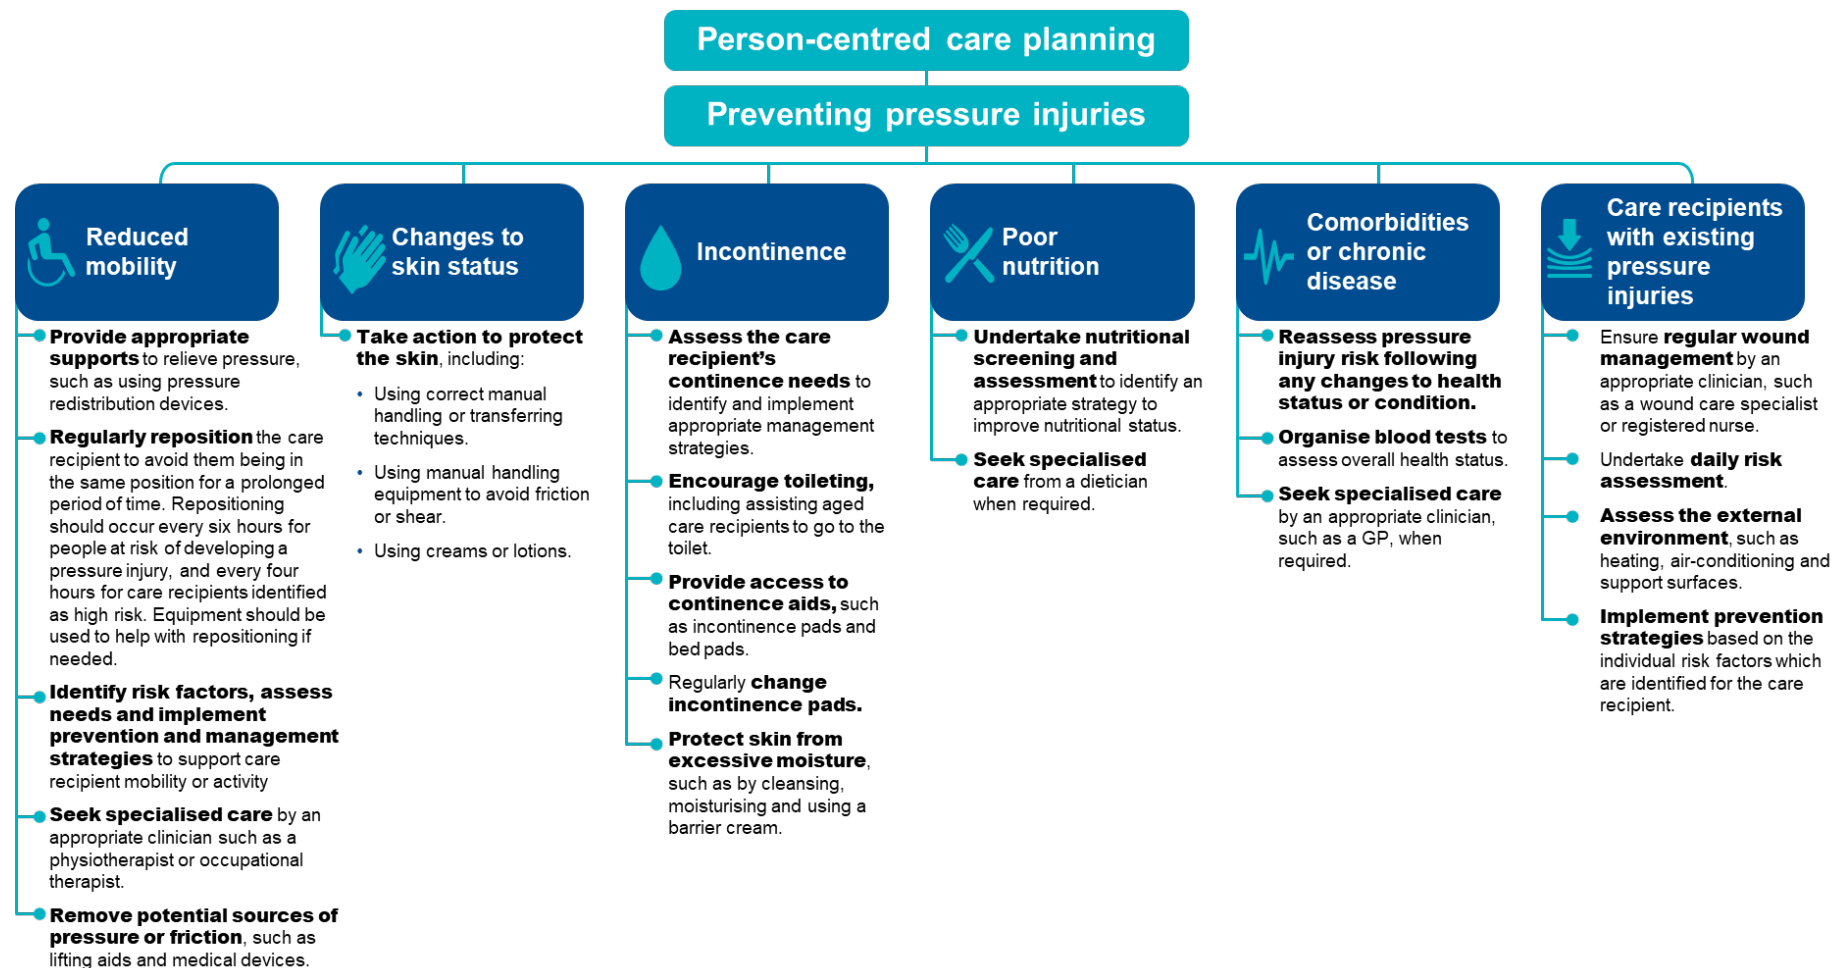 Person-centred care planning
Preventing pressure injuries
Reduced
mobility
Provide appropriate
supports to relieve pressure,
such as using pressure
redistribution devices.
Regularly reposition the care
recipient to avoid them being in
the same position for a prolonged
period of time. Repositioning
should occur every six hours for
people at risk of developing a
pressure injury, and every four
hours for care recipients identified
as high risk. Equipment should be
used to help with repositioning if
needed.
Identify risk factors, assess
needs and implement
prevention and management
strategies to support care
recipient mobility or activity
Seek specialised care by an
appropriate clinician such as a
physiotherapist or occupational
therapist.
Remove potential sources of
pressure or friction, such as
lifting aids and medical devices.
Changes to
skin status
Take action to protect
the skin, including:
• Using correct manual
handling or transferring
techniques.
• Using manual handling
equipment to avoid friction
or shear.
• Using creams or lotions.
Incontinence
Assess the care
recipient's
continence needs to
identify and implement
appropriate management
strategies.
Encourage toileting,
including assisting aged
care recipients to go to the
toilet.
Provide access to
continence aids, such
as incontinence pads and
bed pads.
Regularly change
incontinence pads.
Protect skin from
excessive moisture,
such as by cleansing,
moisturising and using a
barrier cream.
Poor
nutrition
Undertake nutritional
screening and
assessment to identify an
appropriate strategy to
improve nutritional status.
Seek specialised
care from a dietician
when required.
Comorbidities
or chronic
disease
Reassess pressure
injury risk following
any changes to health
status or condition.
Organise blood tests to
assess overall health status.
Seek specialised care
by an appropriate clinician,
such as a GP, when
required.
Care recipients
with existing
pressure
injuries
Ensure regular wound
management by an
appropriate clinician, such
as a wound care specialist
or registered nurse.
Undertake daily risk
assessment.
Assess the external
environment, such as
heating, air-conditioning and
support surfaces.
Implement prevention
strategies based on the
individual risk factors which
are identified for the care
recipient.